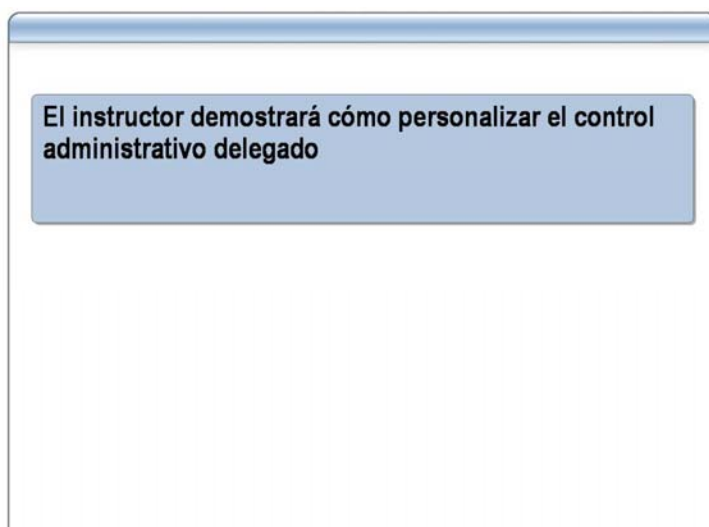 El instructor demostrará cómo personalizar el control
administrativo delegado